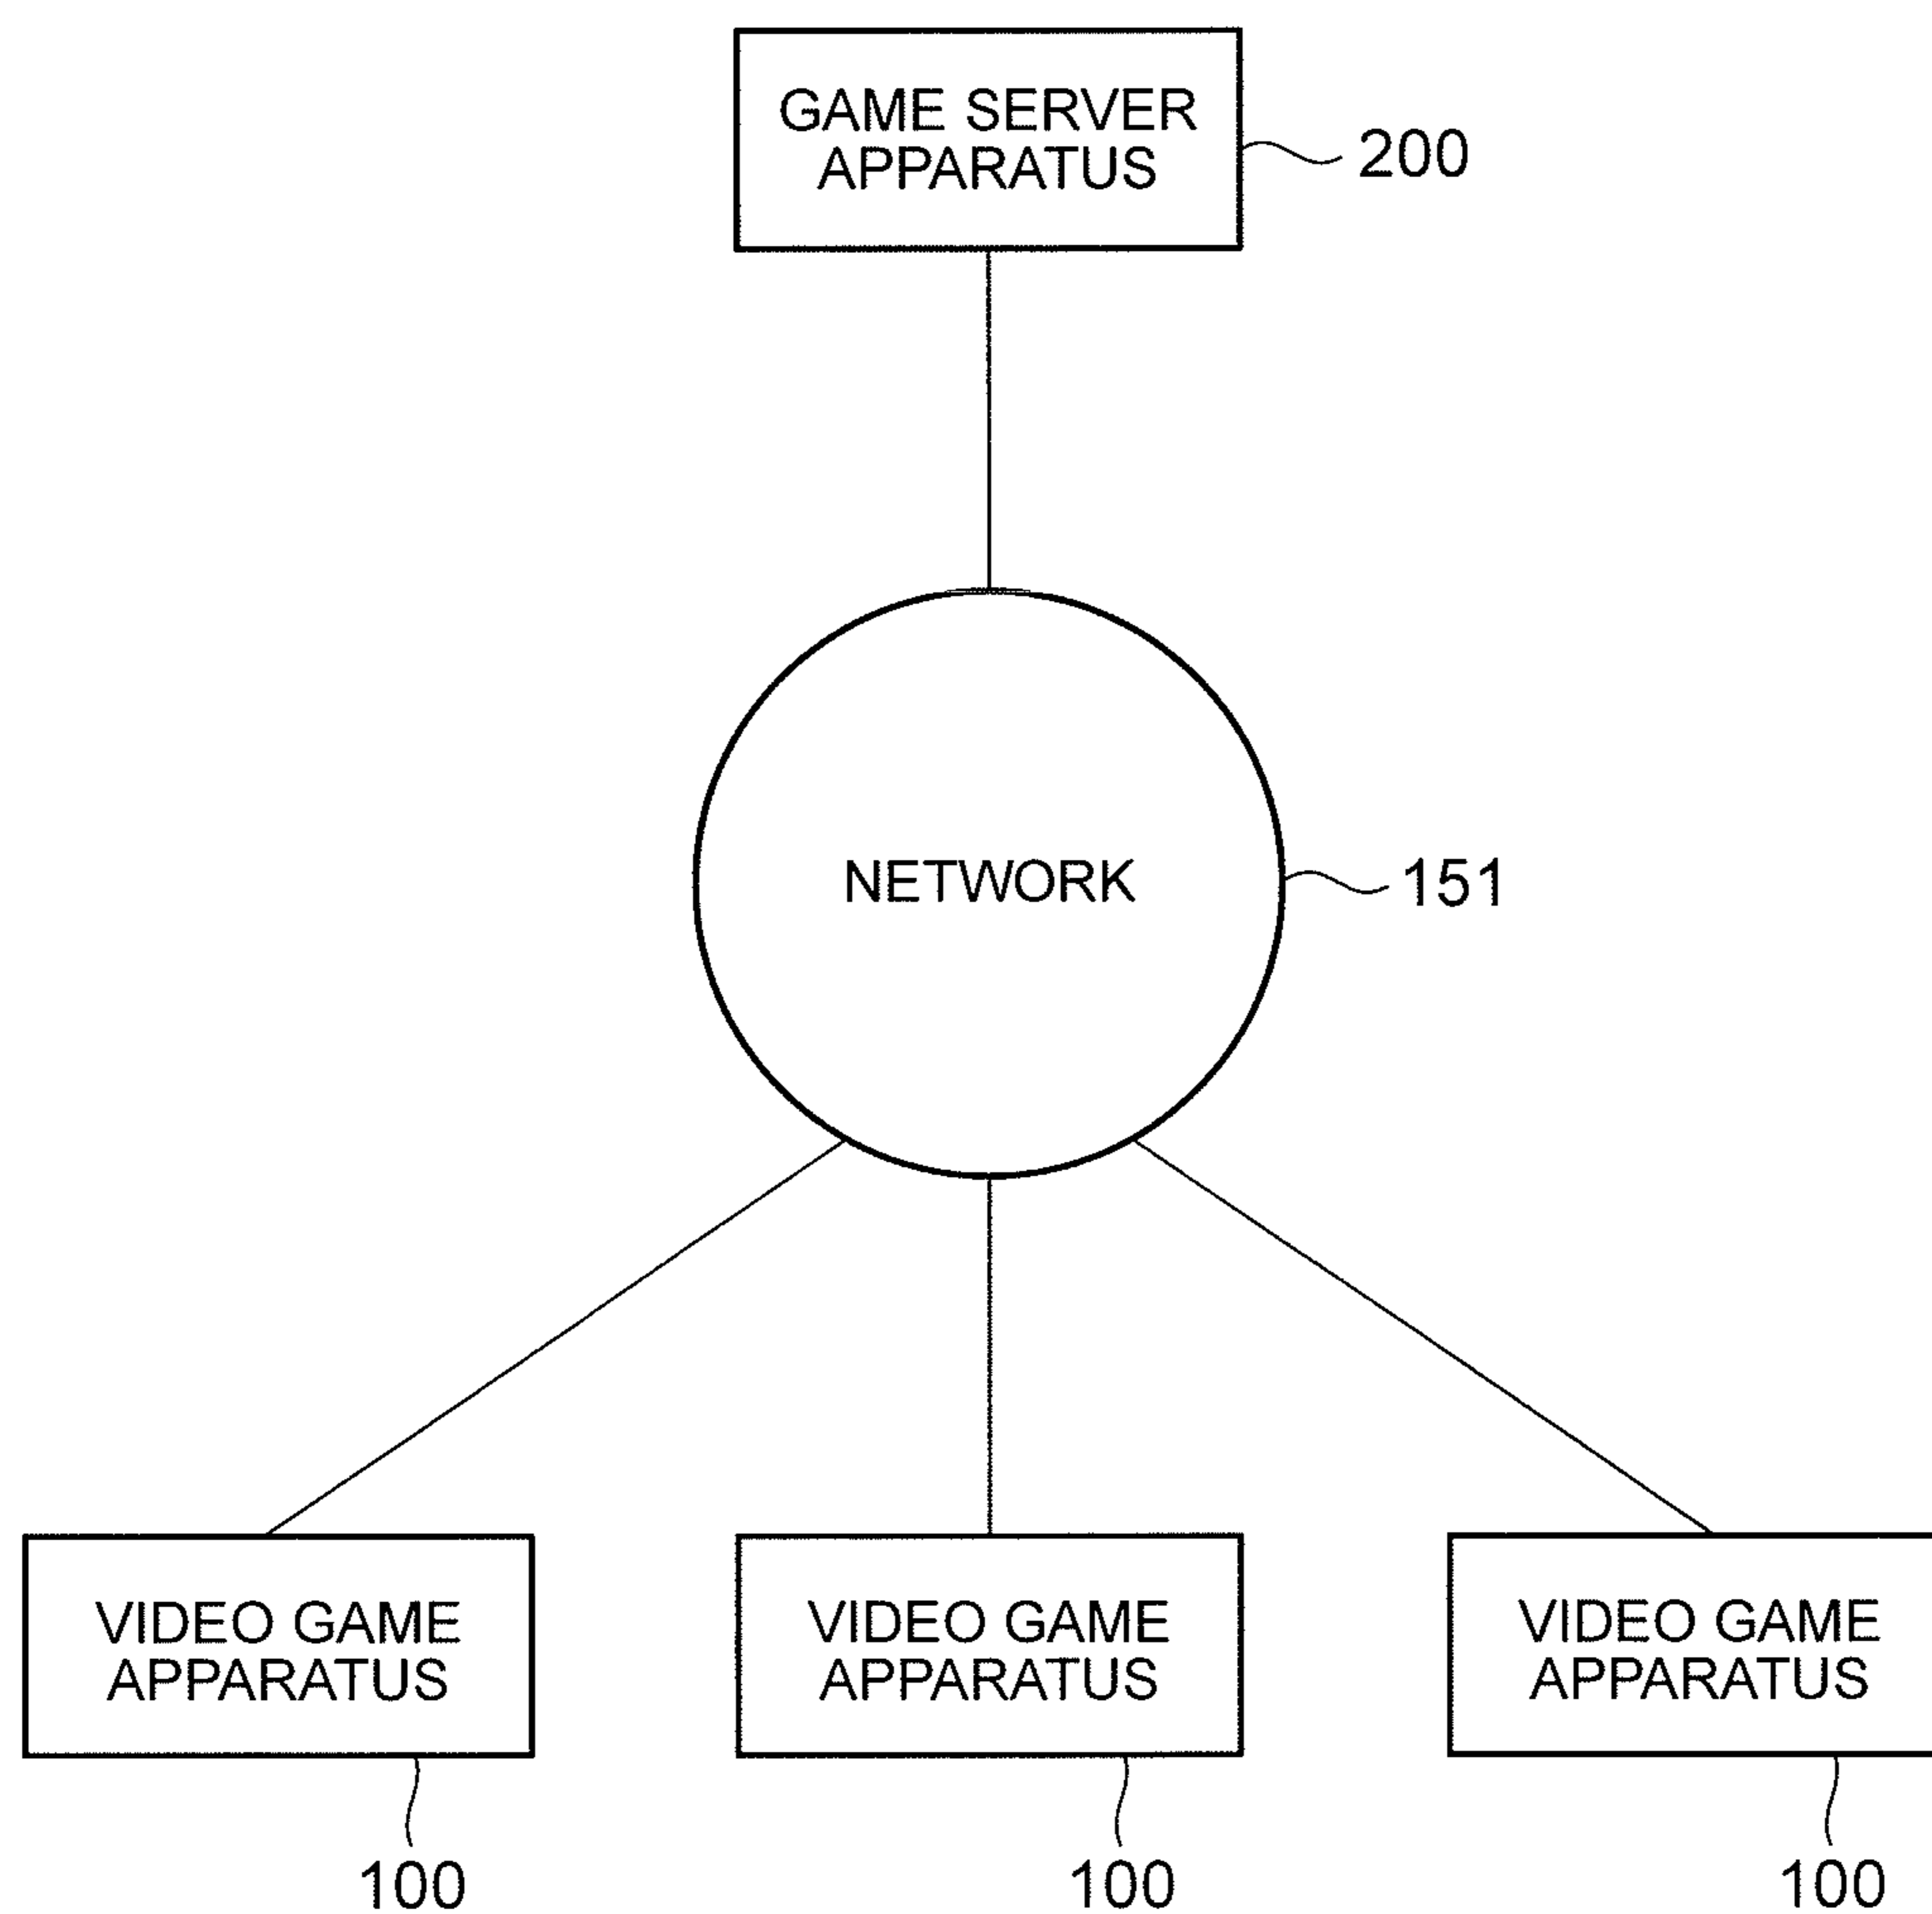 GAME SERVER
APPARATUS
200
NETWORK
151
VIDEO GAME
APPARATUS
100
VIDEO GAME
APPARATUS
100
VIDEO GAME
APPARATUS
100